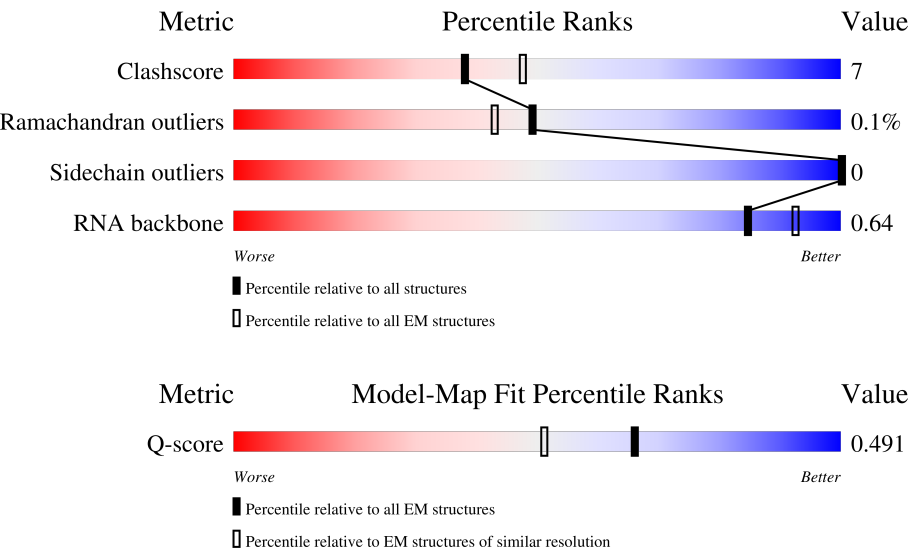 Metric Percentile Ranks Value
Clashscore 7
Ramachandran outliers 0.1%
Sidechain outliers 0
RNA backbone 0.64
Worse Better
Percentile relative to all structures
Percentile relative to all EM structures
Metric Model-Map Fit Percentile Ranks Value
Q-score 0.491
Worse Better
Percentile relative to all EM structures
Percentile relative to EM structures of similar resolution